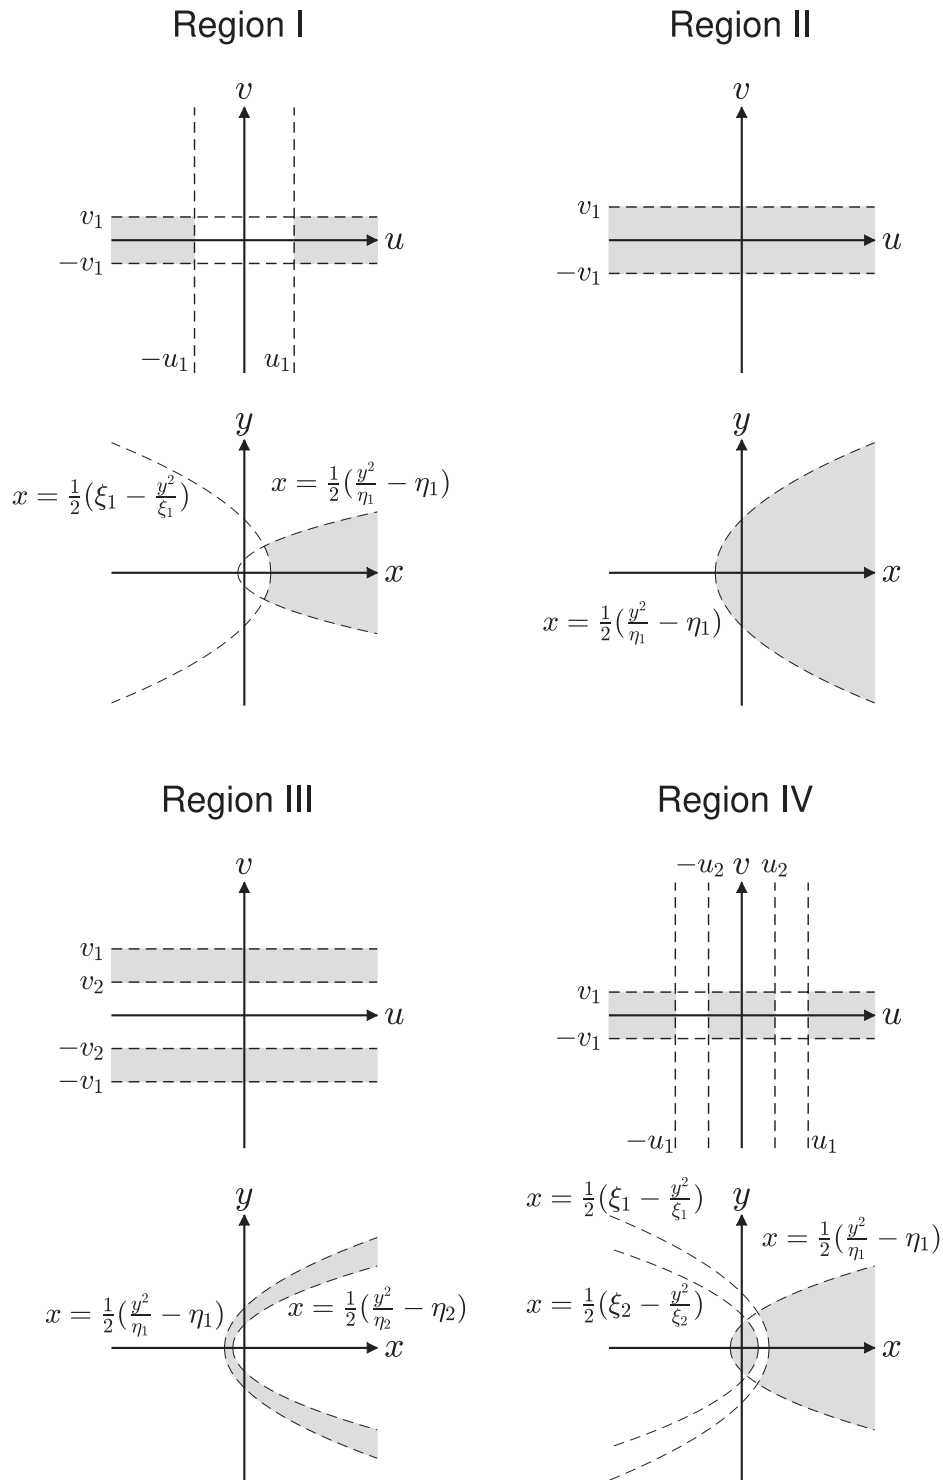 Region I
Region II
v
v
v₁
u
−v₁
−u₁
u₁
v₁
u
−v₁
y
y
x = ½(ξ₁ − y²/ξ₁)
x = ½(y²/η₁ − η₁)
x
x
x = ½(y²/η₁ − η₁)
Region III
Region IV
v
−u₂
v
u₂
v₁
v₂
u
−v₂
−v₁
v₁
u
−v₁
−u₁
u₁
y
x = ½(ξ₁ − y²/ξ₁)
y
x = ½(y²/η₁ − η₁)
x = ½(y²/η₁ − η₁)
x = ½(y²/η₂ − η₂)
x = ½(ξ₂ − y²/ξ₂)
x
x